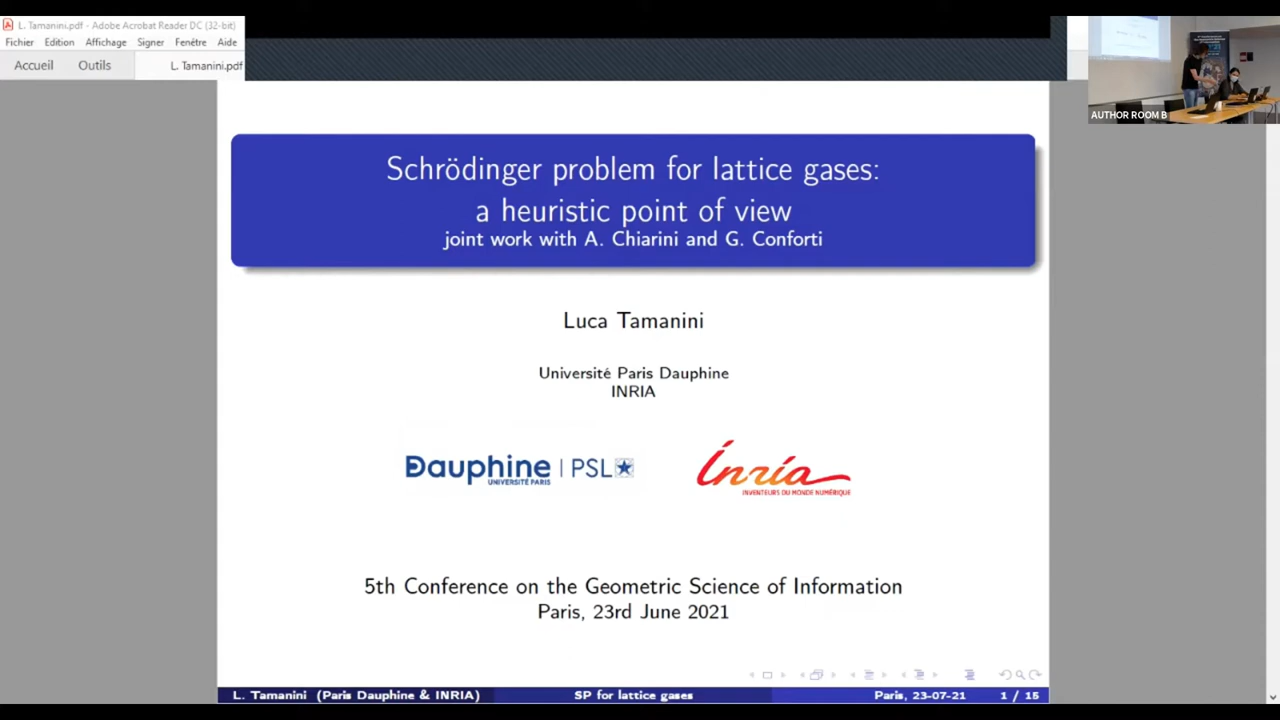 L. Tamanini.pdf - Adobe Acrobat Reader DC (32-bit)
Fichier Edition Affichage Signer Fenêtre Aide
Accueil Outils L. Tamanini.pdf
AUTHOR ROOM B
Schrödinger problem for lattice gases:
a heuristic point of view
joint work with A. Chiarini and G. Conforti
Luca Tamanini
Université Paris Dauphine
INRIA
Dauphine | PSL
UNIVERSITÉ PARIS
Inria
INVENTEURS DU MONDE NUMÉRIQUE
5th Conference on the Geometric Science of Information
Paris, 23rd June 2021
L. Tamanini (Paris Dauphine & INRIA) SP for lattice gases Paris, 23-07-21 1 / 15